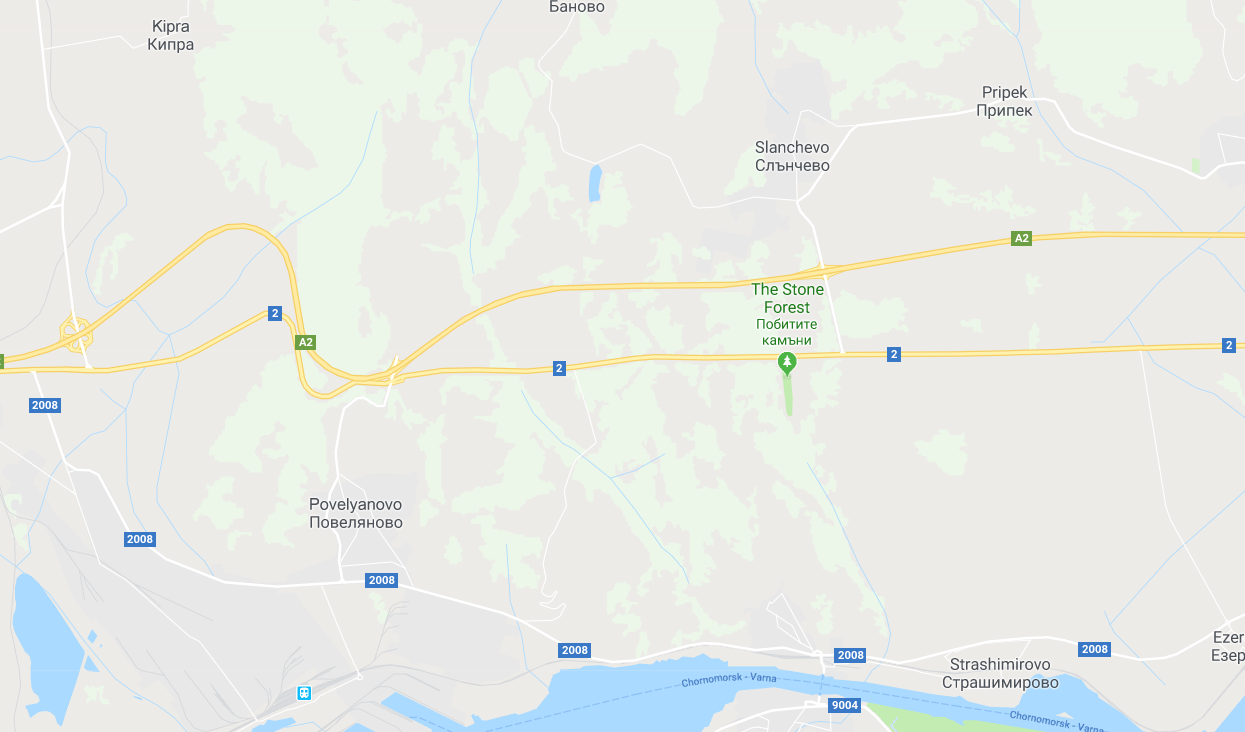 Баново
Kipra
Кипра
Pripek
Припек
Slanchevo
Слънчево
A2
The Stone
Forest
Побитите
камъни
2
A2
2
2
2
2008
Povelyanovo
Повеляново
2008
2008
2008
2008
2008
Ezer
Езер
Strashimirovo
Страшимирово
Chornomorsk - Varna
9004
Chornomorsk - Varna